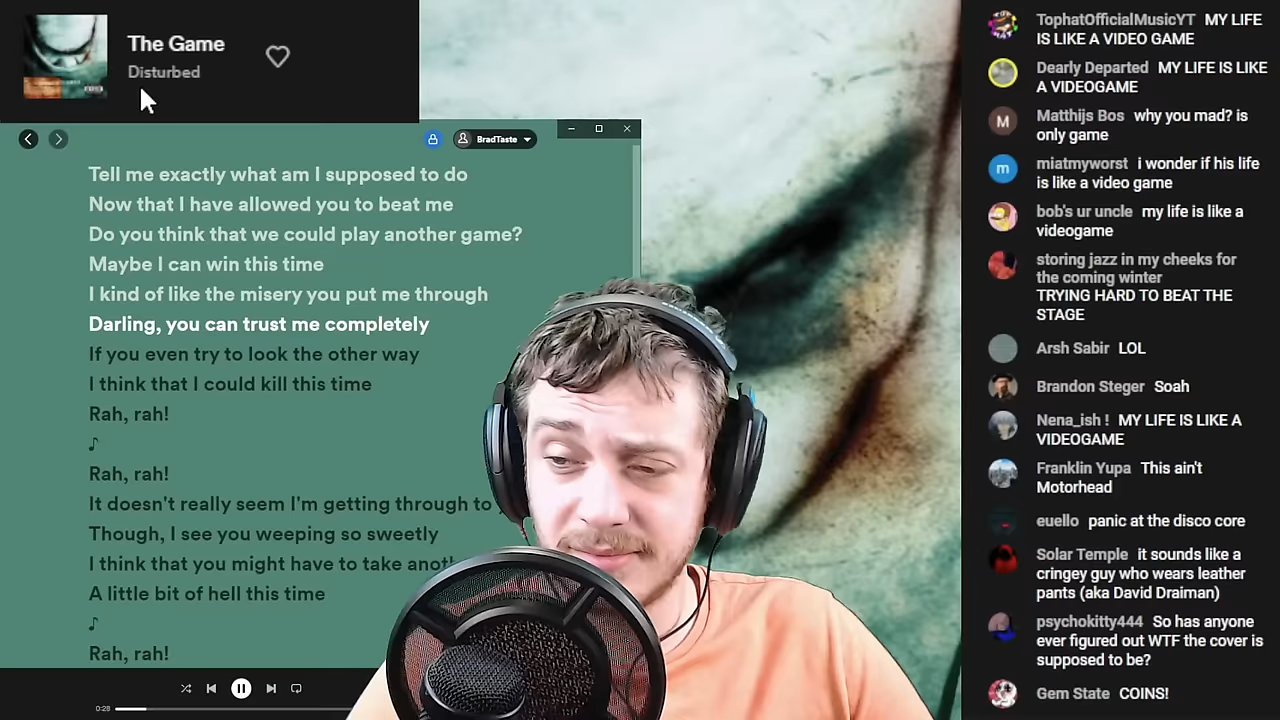 The Game
Disturbed
BradTaste
Tell me exactly what am I supposed to do
Now that I have allowed you to beat me
Do you think that we could play another game?
Maybe I can win this time
I kind of like the misery you put me through
Darling, you can trust me completely
If you even try to look the other way
I think that I could kill this time
Rah, rah!
♪
Rah, rah!
It doesn't really seem I'm getting through to
Though, I see you weeping so sweetly
I think that you might have to take
A little bit of hell this time
♪
Rah, rah!
0:28
TophatOfficialMusicYT MY LIFE
IS LIKE A VIDEO GAME
Dearly Departed MY LIFE IS LIKE
A VIDEOGAME
M
Matthijs Bos why you mad? is
only game
m
miatmyworst i wonder if his life
is like a video game
bob's ur uncle my life is like a
videogame
storing jazz in my cheeks for
the coming winter
TRYING HARD TO BEAT THE
STAGE
Arsh Sabir LOL
Brandon Steger Soah
Nena_ish ! MY LIFE IS LIKE A
VIDEOGAME
Franklin Yupa This ain't
Motorhead
euello panic at the disco core
Solar Temple it sounds like a
cringey guy who wears leather
pants (aka David Draiman)
psychokitty444 So has anyone
ever figured out WTF the cover is
supposed to be?
Gem State COINS!